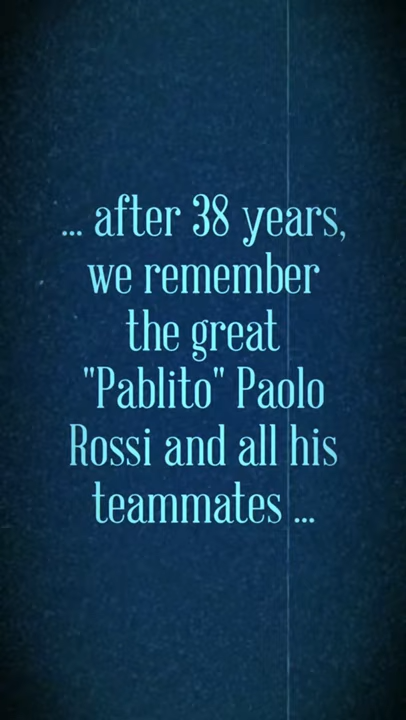 ... after 38 years,
we remember
the great
"Pablito" Paolo
Rossi and all his
teammates ...